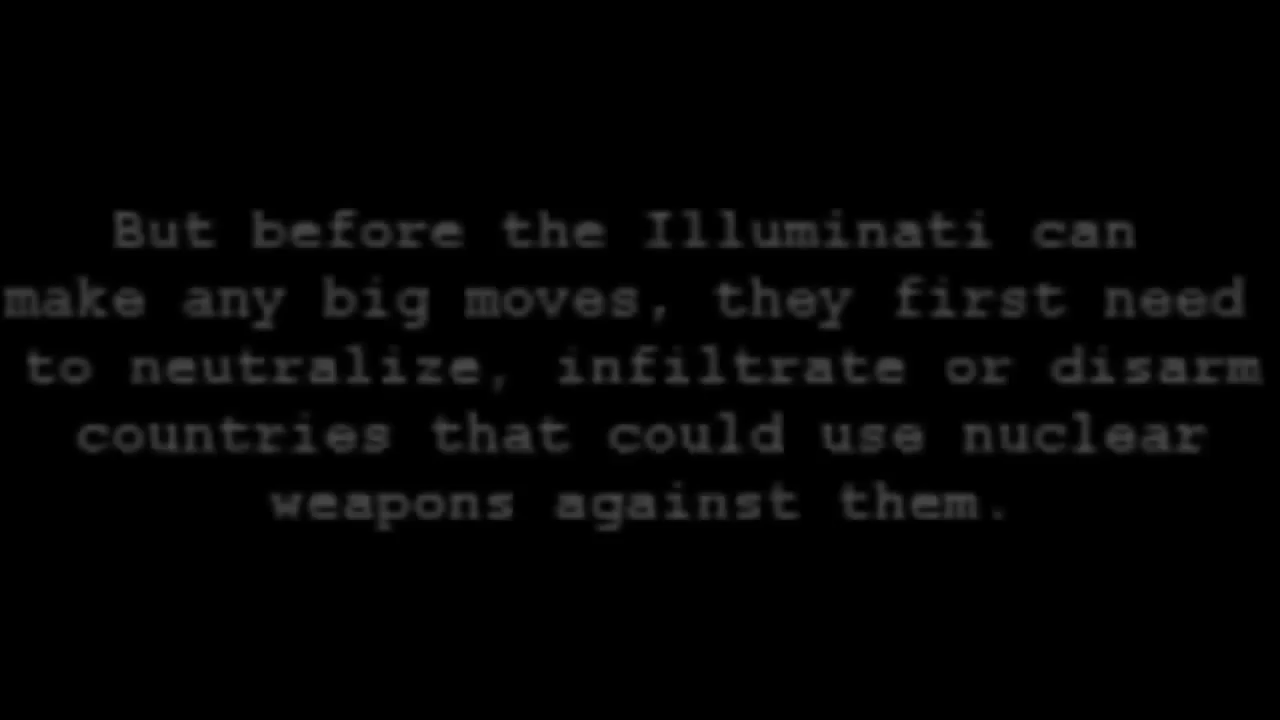 But before the Illuminati can
make any big moves, they first need
to neutralize, infiltrate or disarm
countries that could use nuclear
weapons against them.